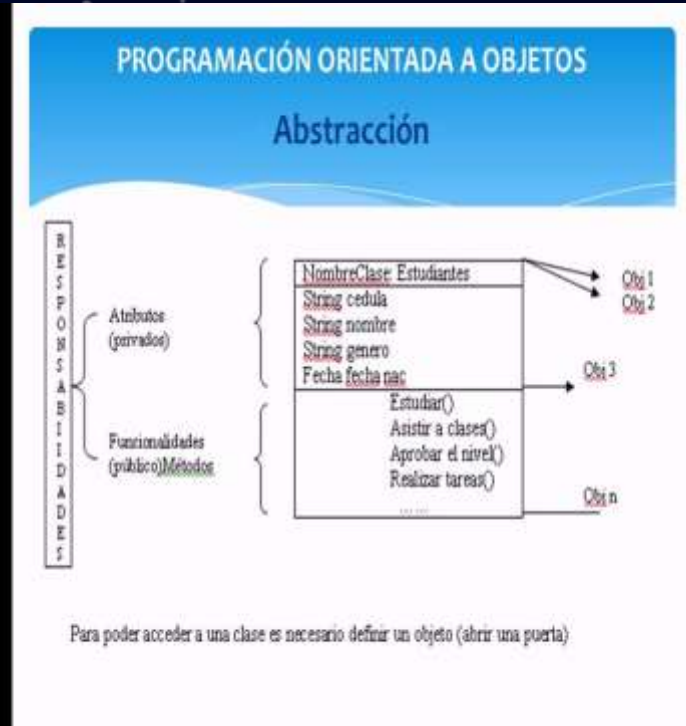 PROGRAMACIÓN ORIENTADA A OBJETOS
Abstracción
RESPONSABILIDADES
Atributos
(privados)
Funcionalidades
(público)Métodos
NombreClase: Estudiantes
String cedula
String nombre
String genero
Fecha fecha nac
Estudiar()
Asistir a clases()
Aprobar el nivel()
Realizar tareas()
... ...
Obj 1
Obj 2
Obj 3
Obj n
Para poder acceder a una clase es necesario definir un objeto (abrir una puerta)